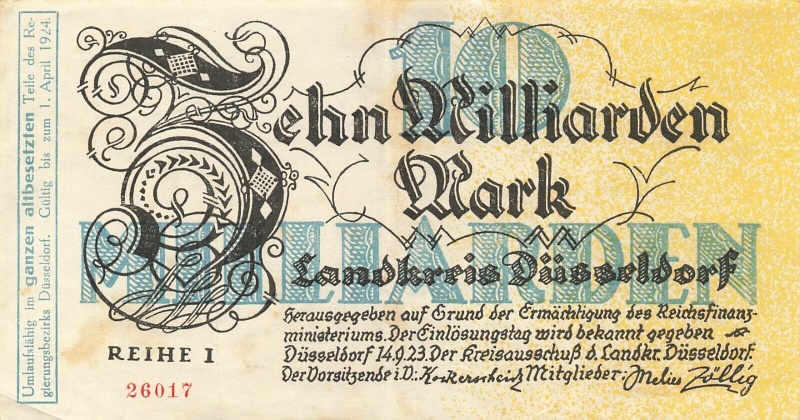 Umlaufsfähig im ganzen altbesetzten Teile des Re-
gierungsbezirks Düsseldorf. Gültig bis zum 1. April 1924.
10
Zehn Milliarden
Mark
MILLIARDEN
Landkreis Düsseldorf
Herausgegeben auf Grund der Ermächtigung des Reichsfinanz-
ministeriums. Der Einlösungstag wird bekannt gegeben
Düsseldorf 14.9.23. Der Kreisausschuß d. Landkr. Düsseldorf.
Der Vorsitzende i.V.: Mitglieder: Melies Zöllig
REIHE I
26017